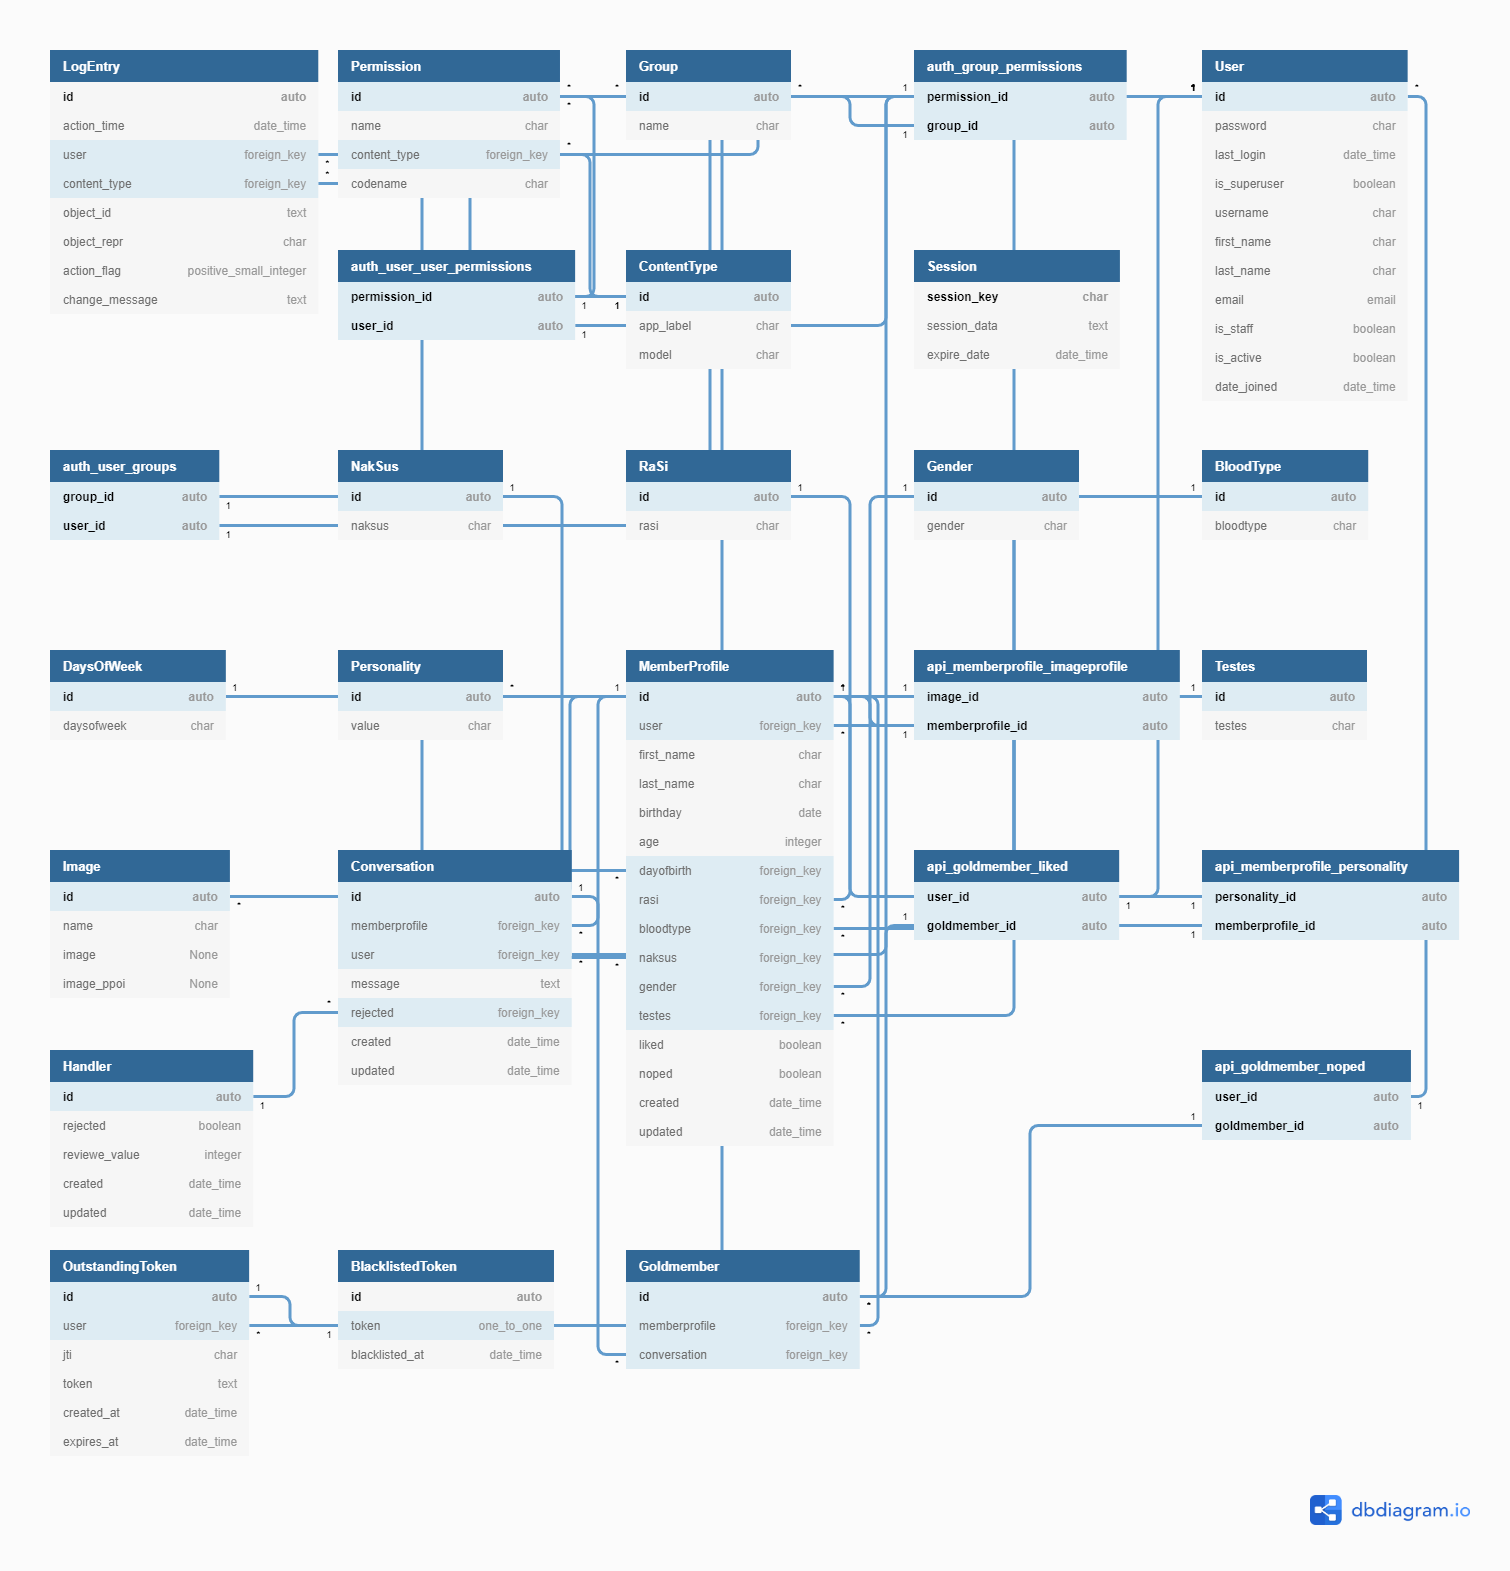 LogEntry
id auto
action_time date_time
user foreign_key
content_type foreign_key
object_id text
object_repr char
action_flag positive_small_integer
change_message text
Permission
id auto
name char
content_type foreign_key
codename char
Group
id auto
name char
auth_group_permissions
permission_id auto
group_id auto
User
id auto
password char
last_login date_time
is_superuser boolean
username char
first_name char
last_name char
email email
is_staff boolean
is_active boolean
date_joined date_time
auth_user_user_permissions
permission_id auto
user_id auto
ContentType
id auto
app_label char
model char
Session
session_key char
session_data text
expire_date date_time
auth_user_groups
group_id auto
user_id auto
NakSus
id auto
naksus char
RaSi
id auto
rasi char
Gender
id auto
gender char
BloodType
id auto
bloodtype char
DaysOfWeek
id auto
daysofweek char
Personality
id auto
value char
MemberProfile
id auto
user foreign_key
first_name char
last_name char
birthday date
age integer
dayofbirth foreign_key
rasi foreign_key
bloodtype foreign_key
naksus foreign_key
gender foreign_key
testes foreign_key
liked boolean
noped boolean
created date_time
updated date_time
api_memberprofile_imageprofile
image_id auto
memberprofile_id auto
Testes
id auto
testes char
Image
id auto
name char
image None
image_ppoi None
Conversation
id auto
memberprofile foreign_key
user foreign_key
message text
rejected foreign_key
created date_time
updated date_time
api_goldmember_liked
user_id auto
goldmember_id auto
api_memberprofile_personality
personality_id auto
memberprofile_id auto
Handler
id auto
rejected boolean
reviewe_value integer
created date_time
updated date_time
api_goldmember_noped
user_id auto
goldmember_id auto
OutstandingToken
id auto
user foreign_key
jti char
token text
created_at date_time
expires_at date_time
BlacklistedToken
id auto
token one_to_one
blacklisted_at date_time
Goldmember
id auto
memberprofile foreign_key
conversation foreign_key
dbdiagram.io